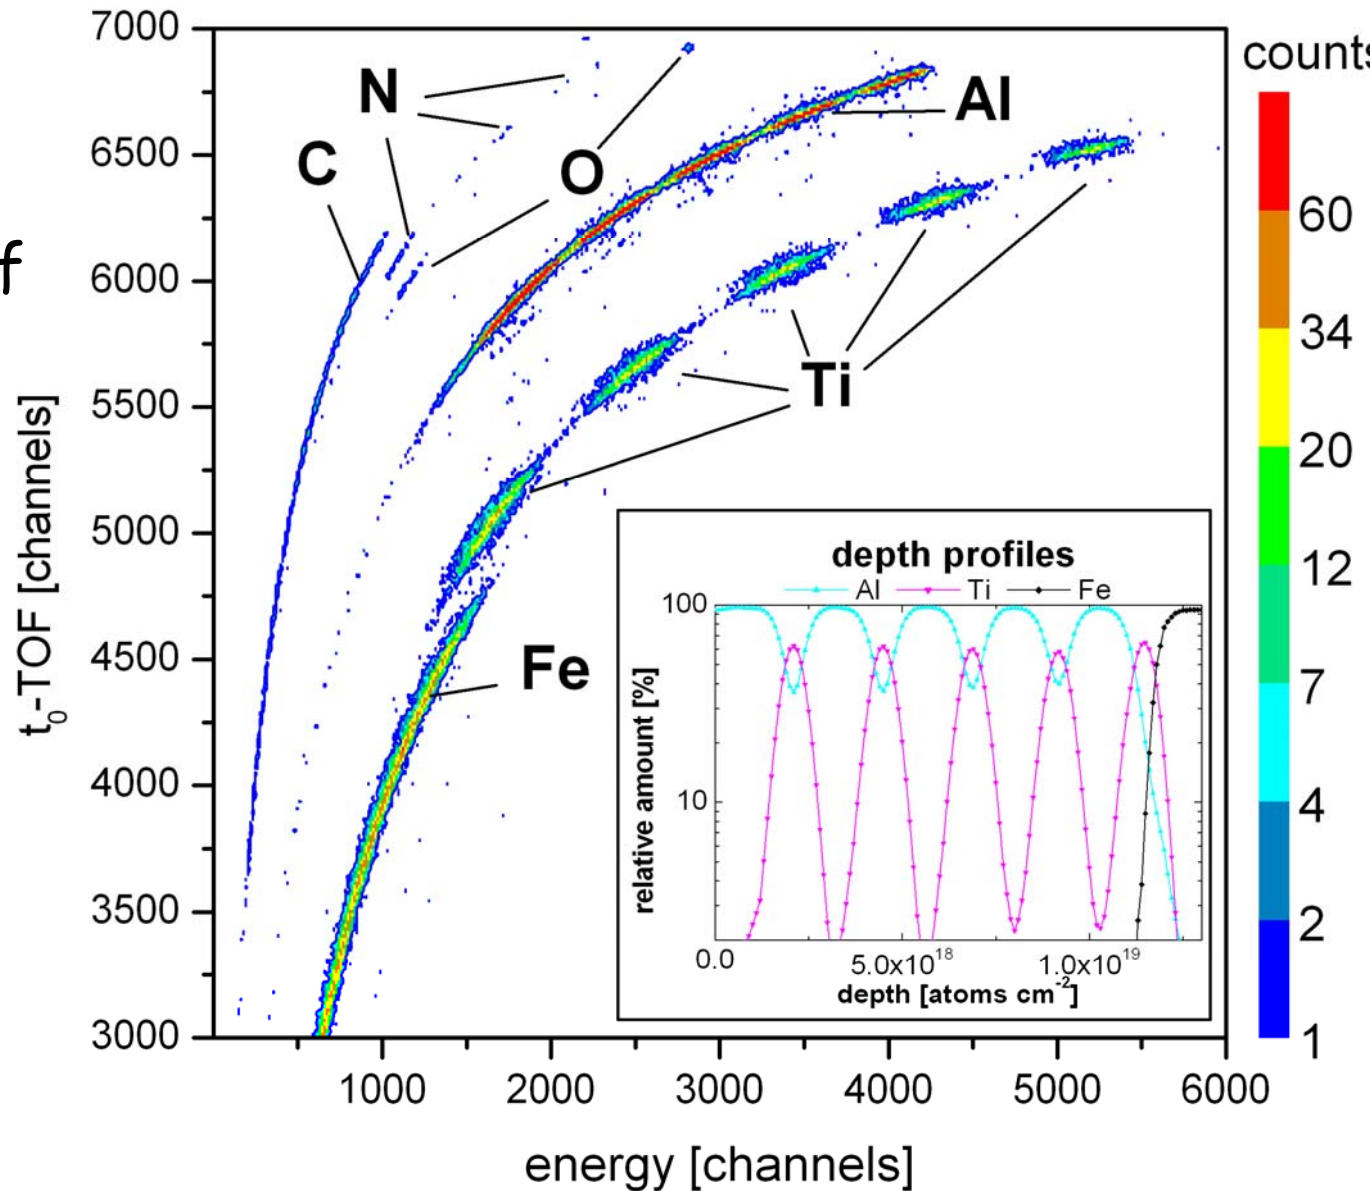 f
7000
6500
6000
5500
5000
4500
4000
3500
3000
t0-TOF [channels]
1000 2000 3000 4000 5000 6000
energy [channels]
N
C
O
Al
Ti
Fe
counts
60
34
20
12
7
4
2
1
depth profiles
Al Ti Fe
100
10
relative amount [%]
0.0 5.0x10^18 1.0x10^19
depth [atoms cm^-2]